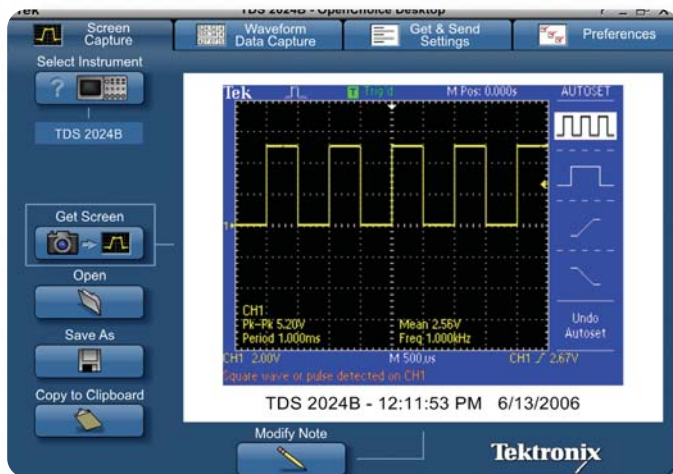 Tek TDS 2024B - OpenChoice Desktop
Screen Capture
Waveform Data Capture
Get & Send Settings
Preferences
Select Instrument
?
TDS 2024B
Get Screen
Open
Save As
Copy to Clipboard
Tek T Trig'd M Pos: 0.000s AUTOSET
1
CH1
Pk-Pk 5.20V Mean 2.56V
Period 1.000ms Freq 1.000kHz
Undo
Autoset
CH1 2.00V M 500µs CH1 2.67V
Square wave or pulse detected on CH1
TDS 2024B - 12:11:53 PM 6/13/2006
Modify Note
Tektronix